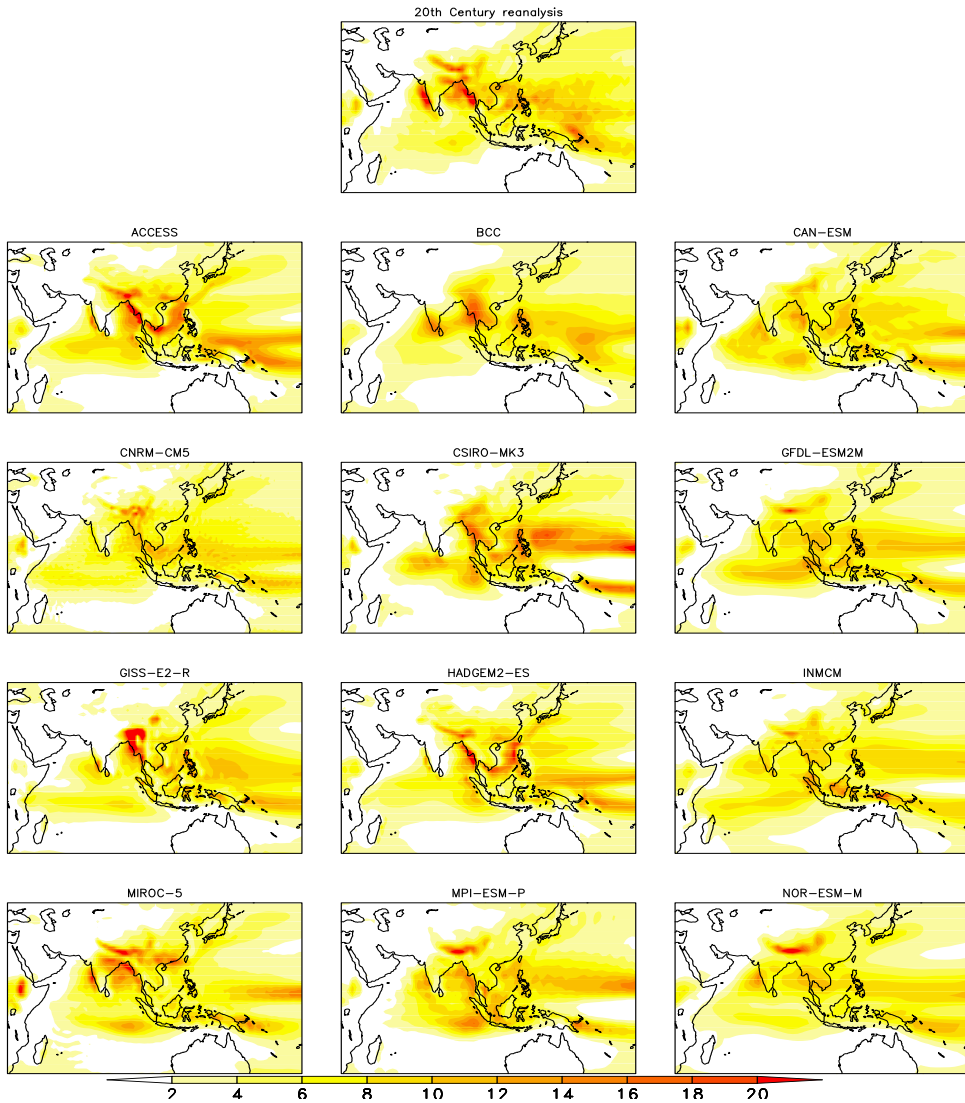 20th Century reanalysis
ACCESS
BCC
CAN-ESM
CNRM-CM5
CSIRO-MK3
GFDL-ESM2M
GISS-E2-R
HADGEM2-ES
INMCM
MIROC-5
MPI-ESM-P
NOR-ESM-M
2 4 6 8 10 12 14 16 18 20